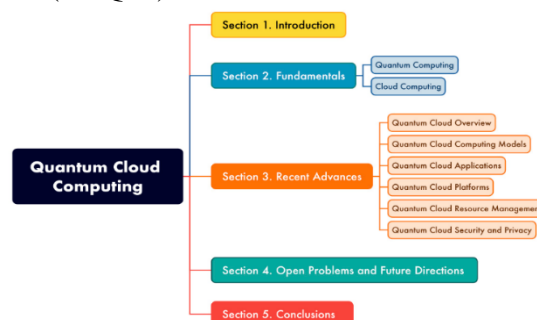 Section 1. Introduction
Section 2. Fundamentals
Quantum Computing
Cloud Computing
Quantum Cloud
Computing
Section 3. Recent Advances
Quantum Cloud Overview
Quantum Cloud Computing Models
Quantum Cloud Applications
Quantum Cloud Platforms
Quantum Cloud Resource Managemen
Quantum Cloud Security and Privacy
Section 4. Open Problems and Future Directions
Section 5. Conclusions